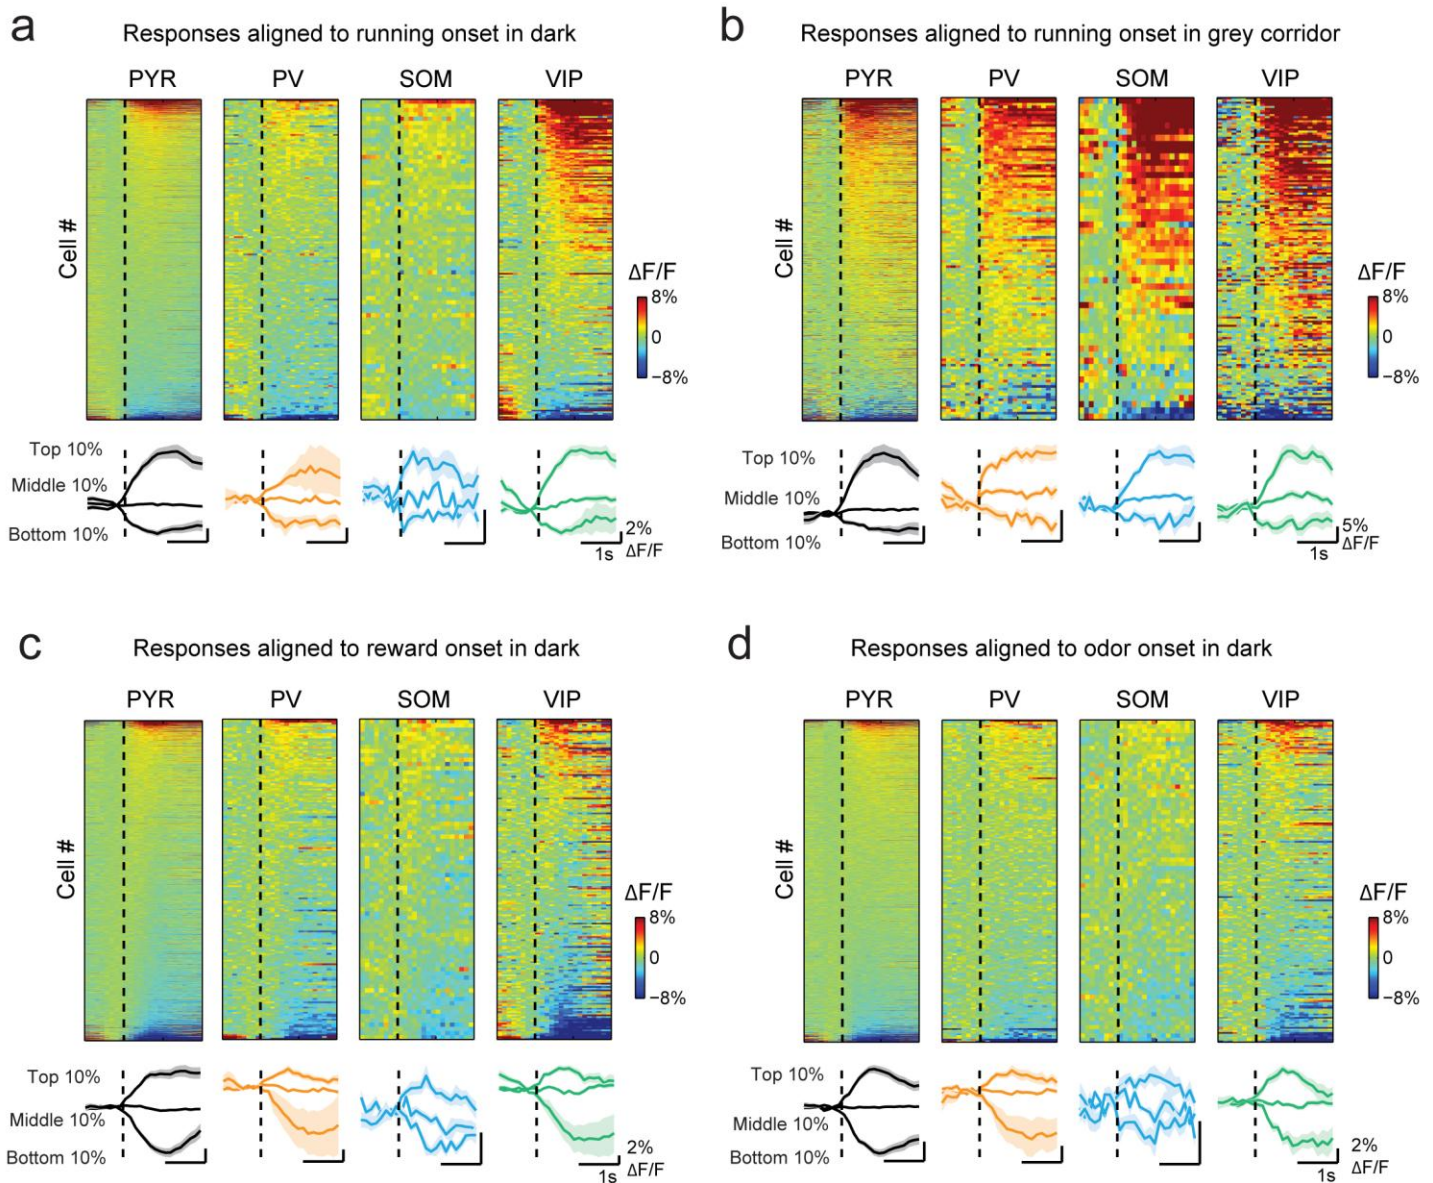 a
Responses aligned to running onset in dark
PYR PV SOM VIP
Cell #
ΔF/F
8%
0
−8%
Top 10%
Middle 10%
Bottom 10%
2%
ΔF/F
1s
b
Responses aligned to running onset in grey corridor
PYR PV SOM VIP
Cell #
ΔF/F
8%
0
−8%
Top 10%
Middle 10%
Bottom 10%
5%
ΔF/F
1s
c
Responses aligned to reward onset in dark
PYR PV SOM VIP
Cell #
ΔF/F
8%
0
−8%
Top 10%
Middle 10%
Bottom 10%
2%
ΔF/F
1s
d
Responses aligned to odor onset in dark
PYR PV SOM VIP
Cell #
ΔF/F
8%
0
−8%
Top 10%
Middle 10%
Bottom 10%
2%
ΔF/F
1s